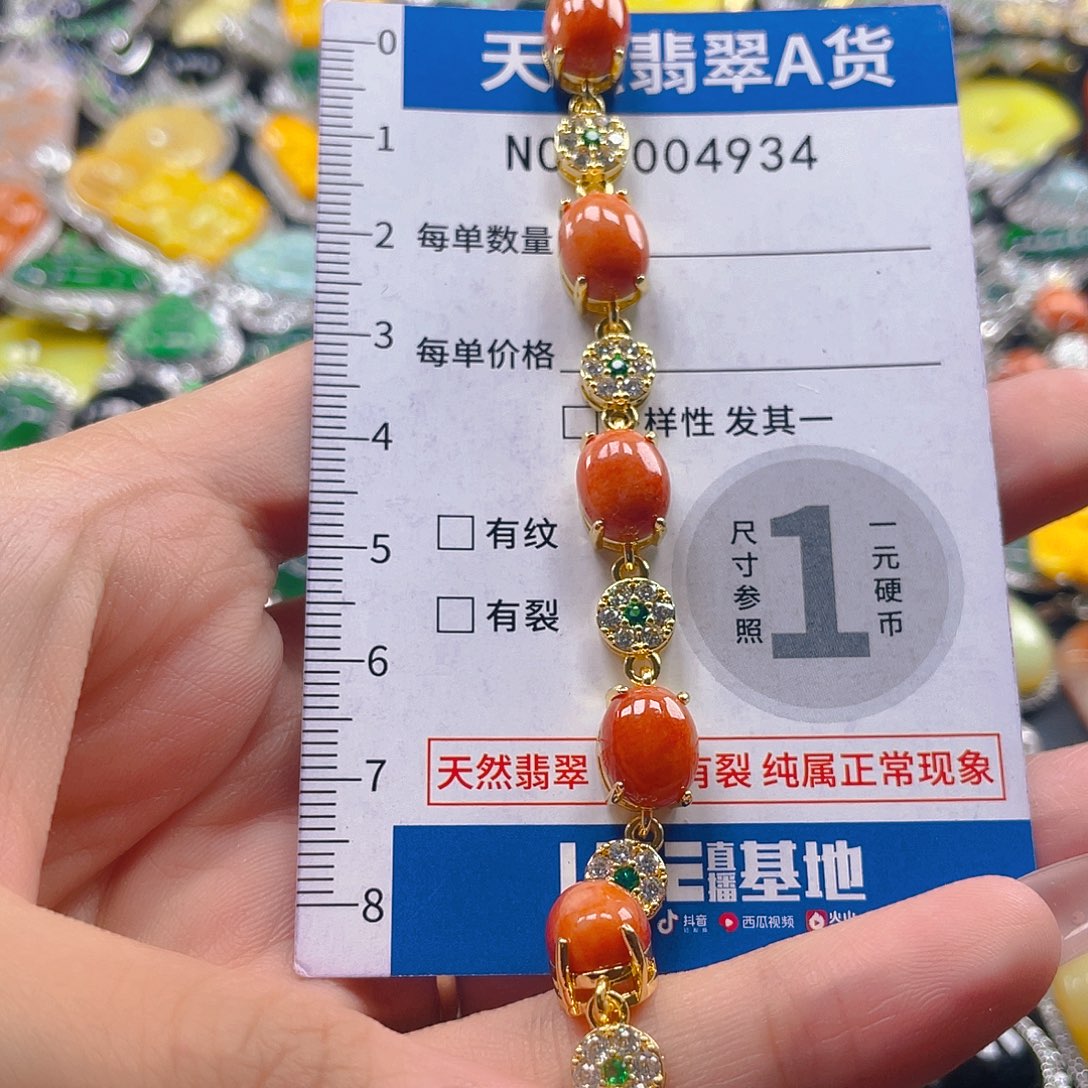 0
天 翡翠A货
1
NO 004934
2
每单数量
3
每单价格
4
样性 发其一
5
有纹
有裂
尺寸参照
1
一元硬币
6
7
天然翡翠 有裂 纯属正常现象
8
直播基地
抖音
西瓜视频